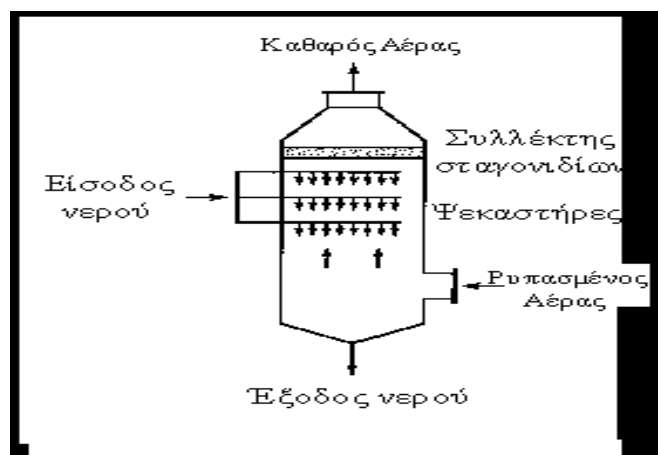 Καθαρός Αέρας
Συλλέκτης
σταγονιδίων
Είσοδος
νερού
Ψεκαστήρες
Ρυπασμένος
Αέρας
Έξοδος νερού